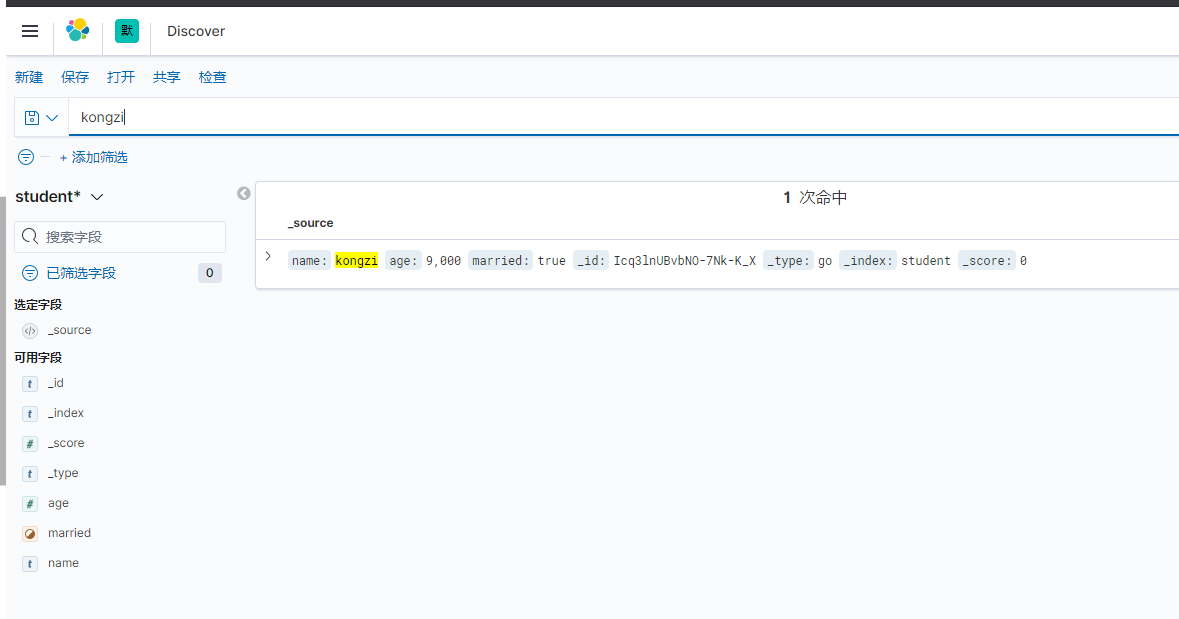 默 Discover
新建 保存 打开 共享 检查
kongzi
+ 添加筛选
student*
1 次命中
搜索字段
_source
已筛选字段 0
name: kongzi age: 9,000 married: true _id: Icq3lnUBvbNO-7Nk-K_X _type: go _index: student _score: 0
选定字段
_source
可用字段
t _id
t _index
# _score
t _type
# age
married
t name